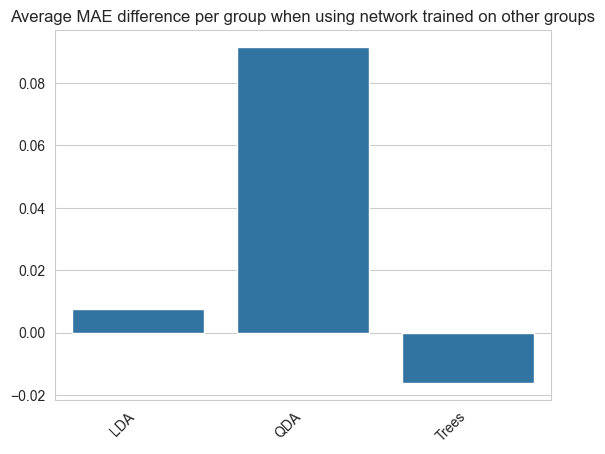 Average MAE difference per group when using network trained on other groups
0.08
0.06
0.04
0.02
0.00
−0.02
LDA
QDA
Trees